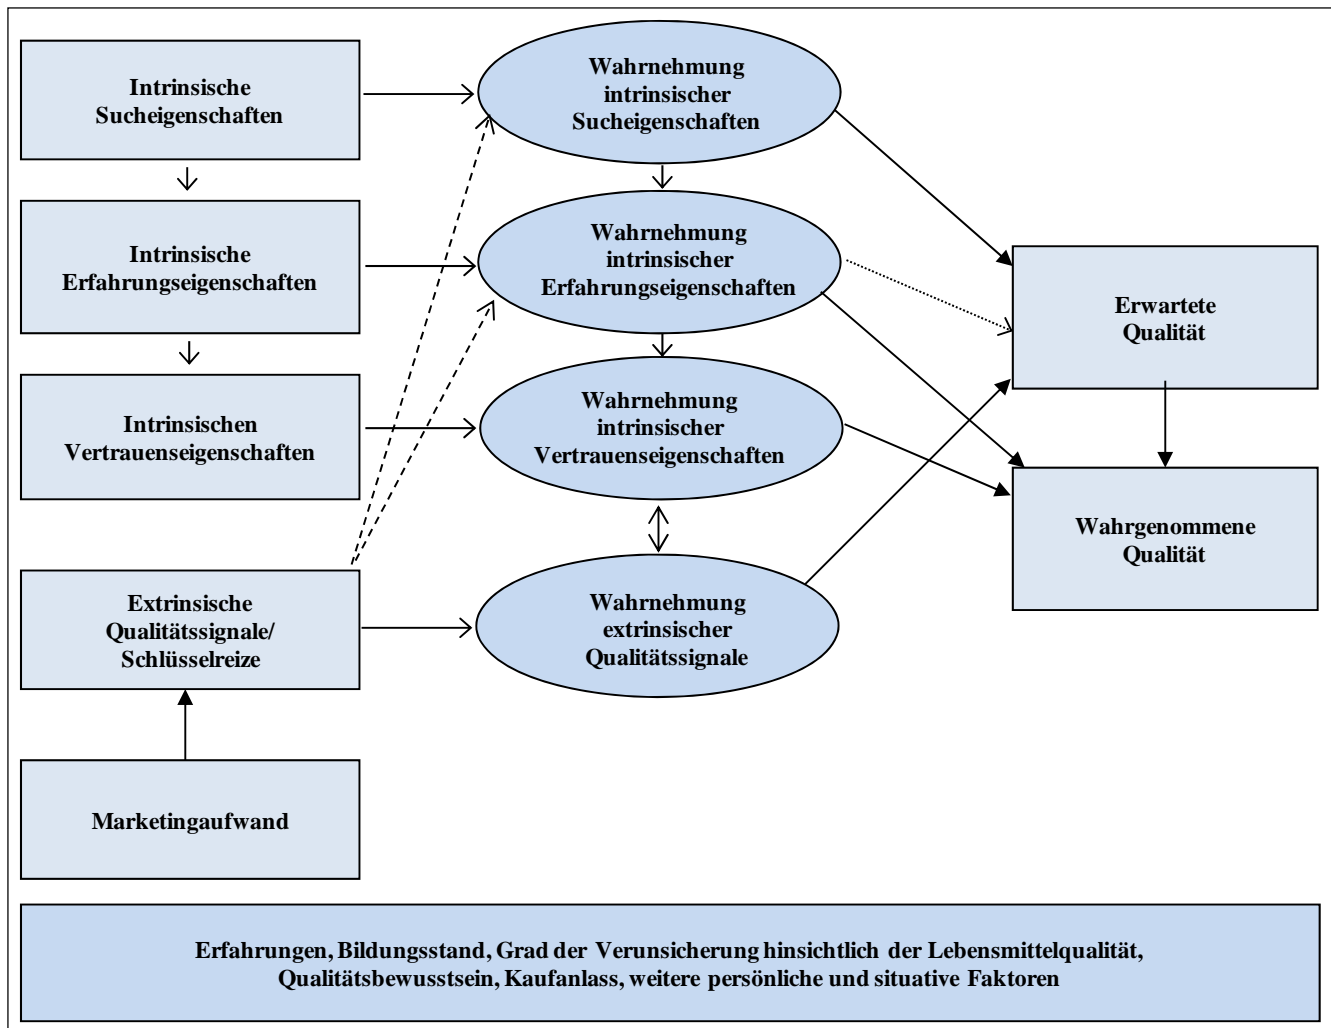 Intrinsische
Sucheigenschaften
Wahrnehmung
intrinsischer
Sucheigenschaften
Intrinsische
Erfahrungseigenschaften
Wahrnehmung
intrinsischer
Erfahrungseigenschaften
Erwartete
Qualität
Intrinsischen
Vertrauenseigenschaften
Wahrnehmung
intrinsischer
Vertrauenseigenschaften
Wahrgenommene
Qualität
Extrinsische
Qualitätssignale/
Schlüsselreize
Wahrnehmung
extrinsischer
Qualitätssignale
Marketingaufwand
Erfahrungen, Bildungsstand, Grad der Verunsicherung hinsichtlich der Lebensmittelqualität,
Qualitätsbewusstsein, Kaufanlass, weitere persönliche und situative Faktoren